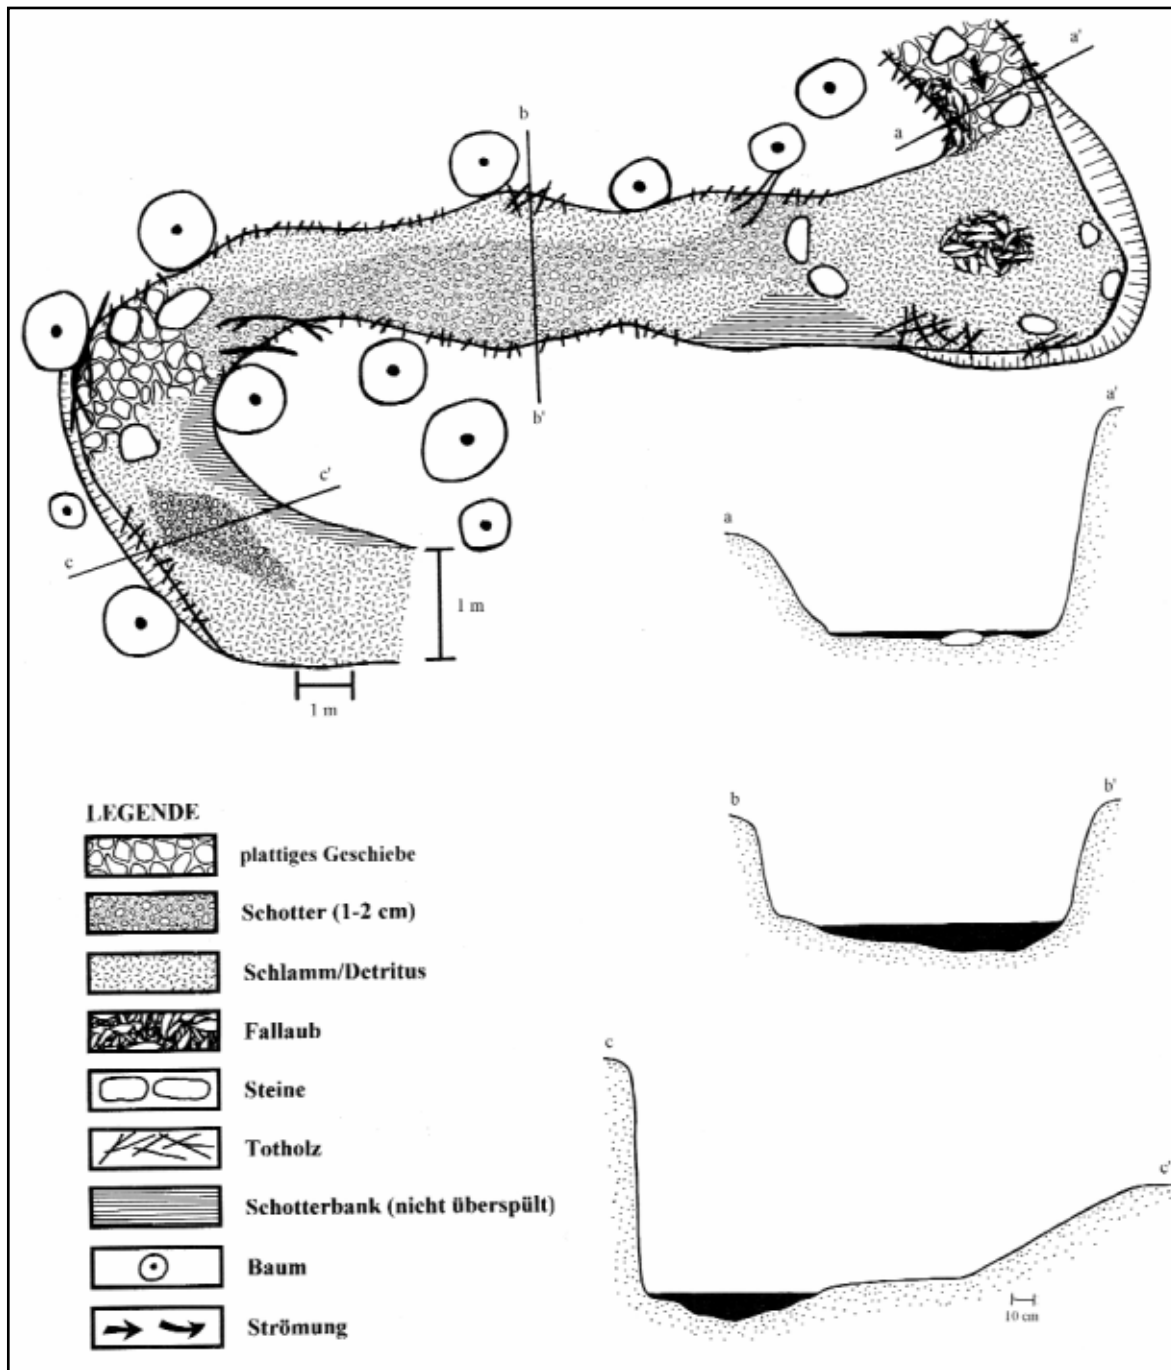 a'
a
b
b'
c'
c
1 m
1 m
a'
a
b
b'
c
c'
10 cm
LEGENDE
plattiges Geschiebe
Schotter (1-2 cm)
Schlamm/Detritus
Fallaub
Steine
Totholz
Schotterbank (nicht überspült)
Baum
Strömung